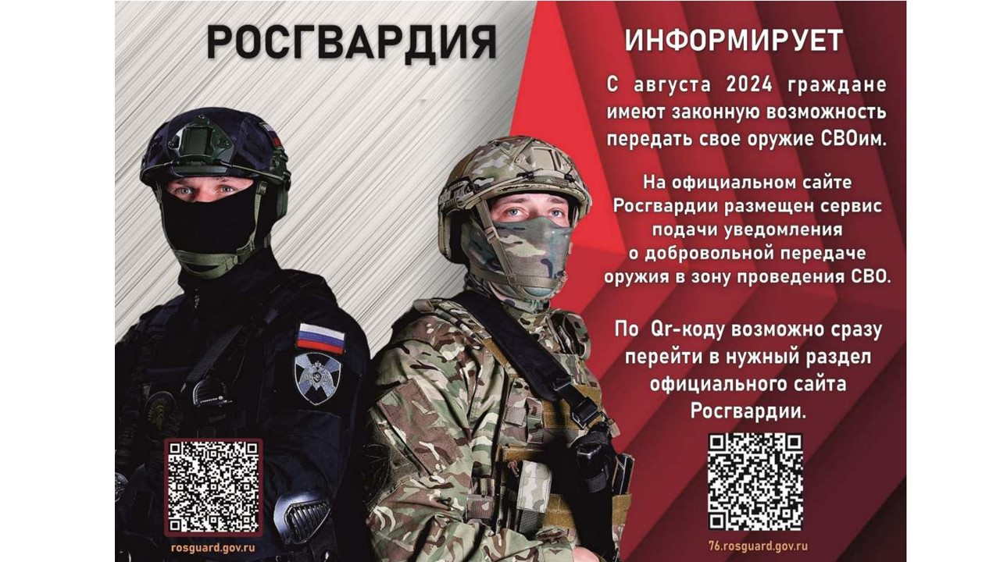 РОСГВАРДИЯ
ИНФОРМИРУЕТ
С августа 2024 граждане
имеют законную возможность
передать свое оружие СВОим.
На официальном сайте
Росгвардии размещен сервис
подачи уведомления
о добровольной передаче
оружия в зону проведения СВО.
По Qr-коду возможно сразу
перейти в нужный раздел
официального сайта
Росгвардии.
rosguard.gov.ru
76.rosguard.gov.ru